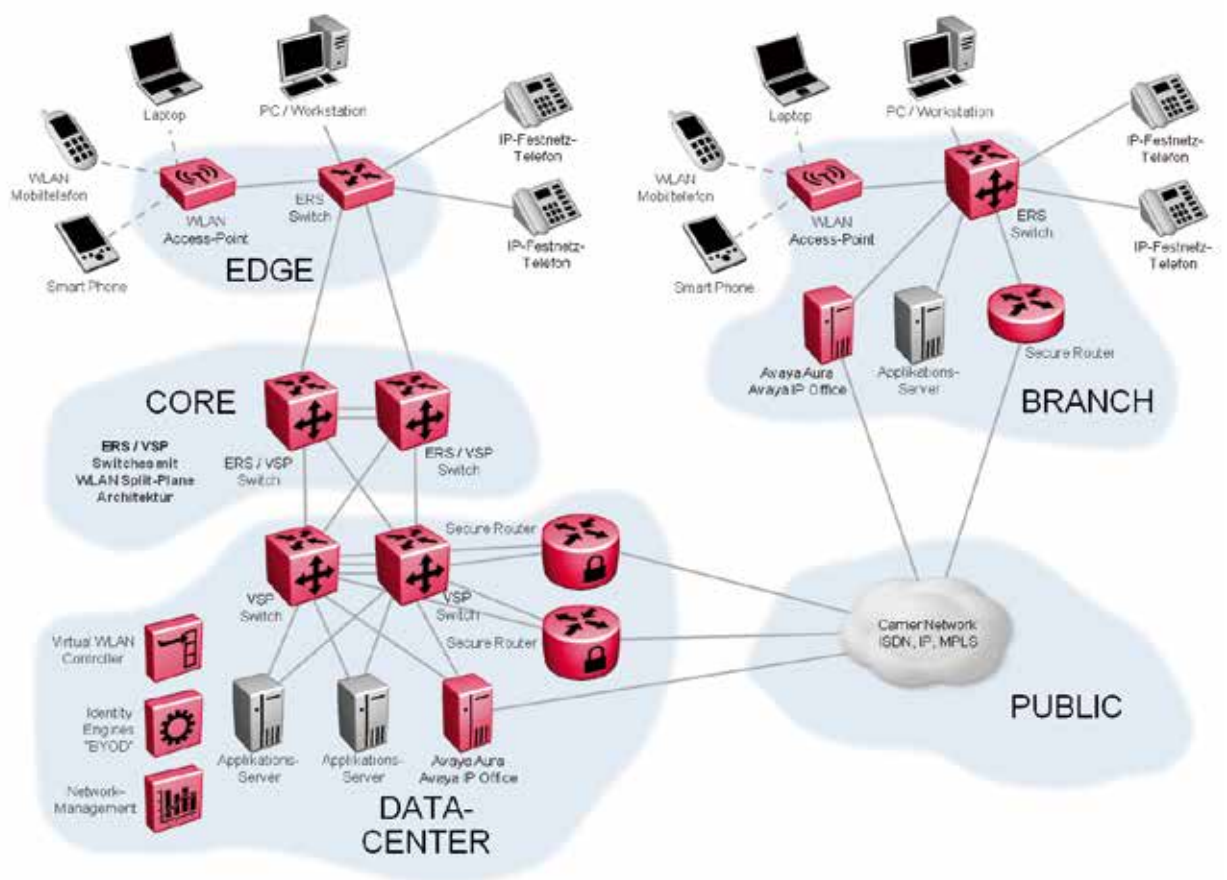 Laptop
PC / Workstation
WLAN
Mobiltelefon
Smart Phone
WLAN
Access-Point
ERS
Switch
IP-Festnetz-
Telefon
IP-Festnetz-
Telefon
EDGE
Laptop
PC / Workstation
WLAN
Mobiltelefon
Smart Phone
WLAN
Access-Point
ERS
Switch
IP-Festnetz-
Telefon
IP-Festnetz-
Telefon
Avaya Aura
Avaya IP Office
Applikations-
Server
Secure Router
BRANCH
CORE
ERS / VSP
Switches mit
WLAN Split-Plane
Architektur
ERS / VSP
Switch
ERS / VSP
Switch
VSP
Switch
VSP
Switch
Secure Router
Secure Router
Virtual WLAN
Controller
Identity
Engines
"BYOD"
Network-
Management
Applikations-
Server
Applikations-
Server
Avaya Aura
Avaya IP Office
DATA-
CENTER
Carrier Network
ISDN, IP, MPLS
PUBLIC